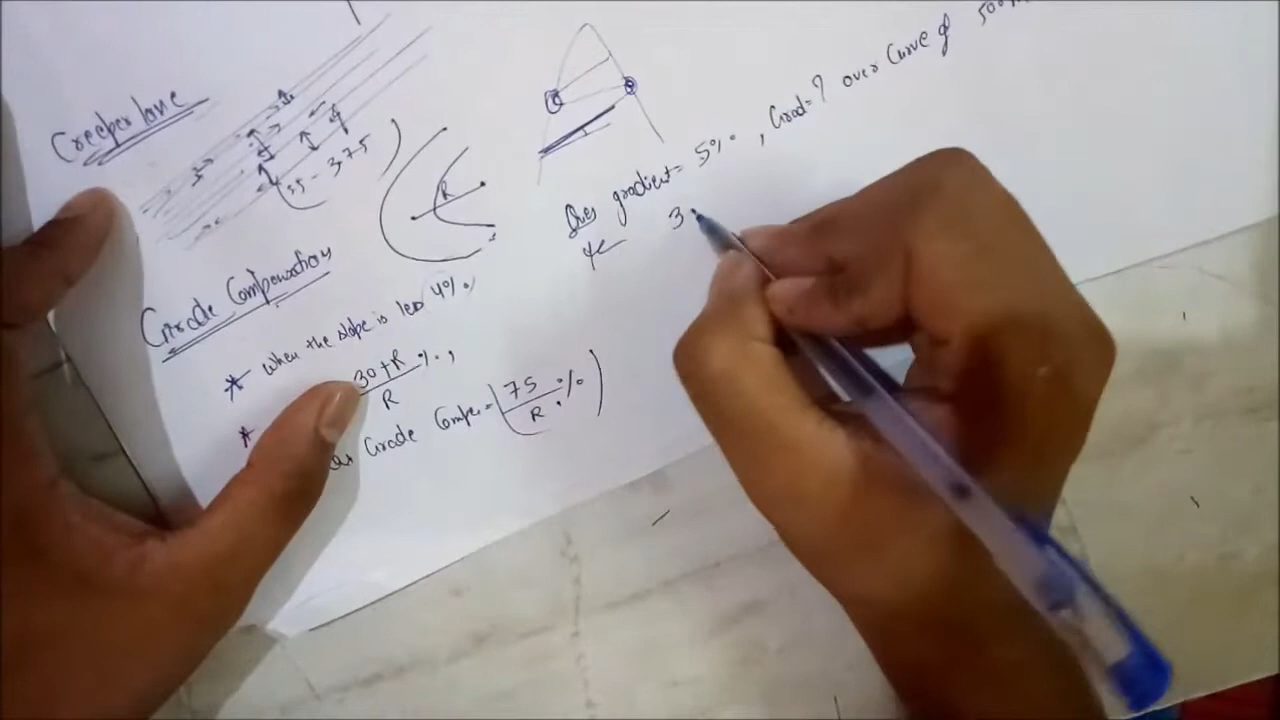 Creeper lane
3.5 - 3.75
R
Grade Compensation
* when the slope is less 4%,
* 30+R / R %,
Grade Compe. = 75 / R %
Ques gradient = 5%, Grad = ? over curve of 500
3